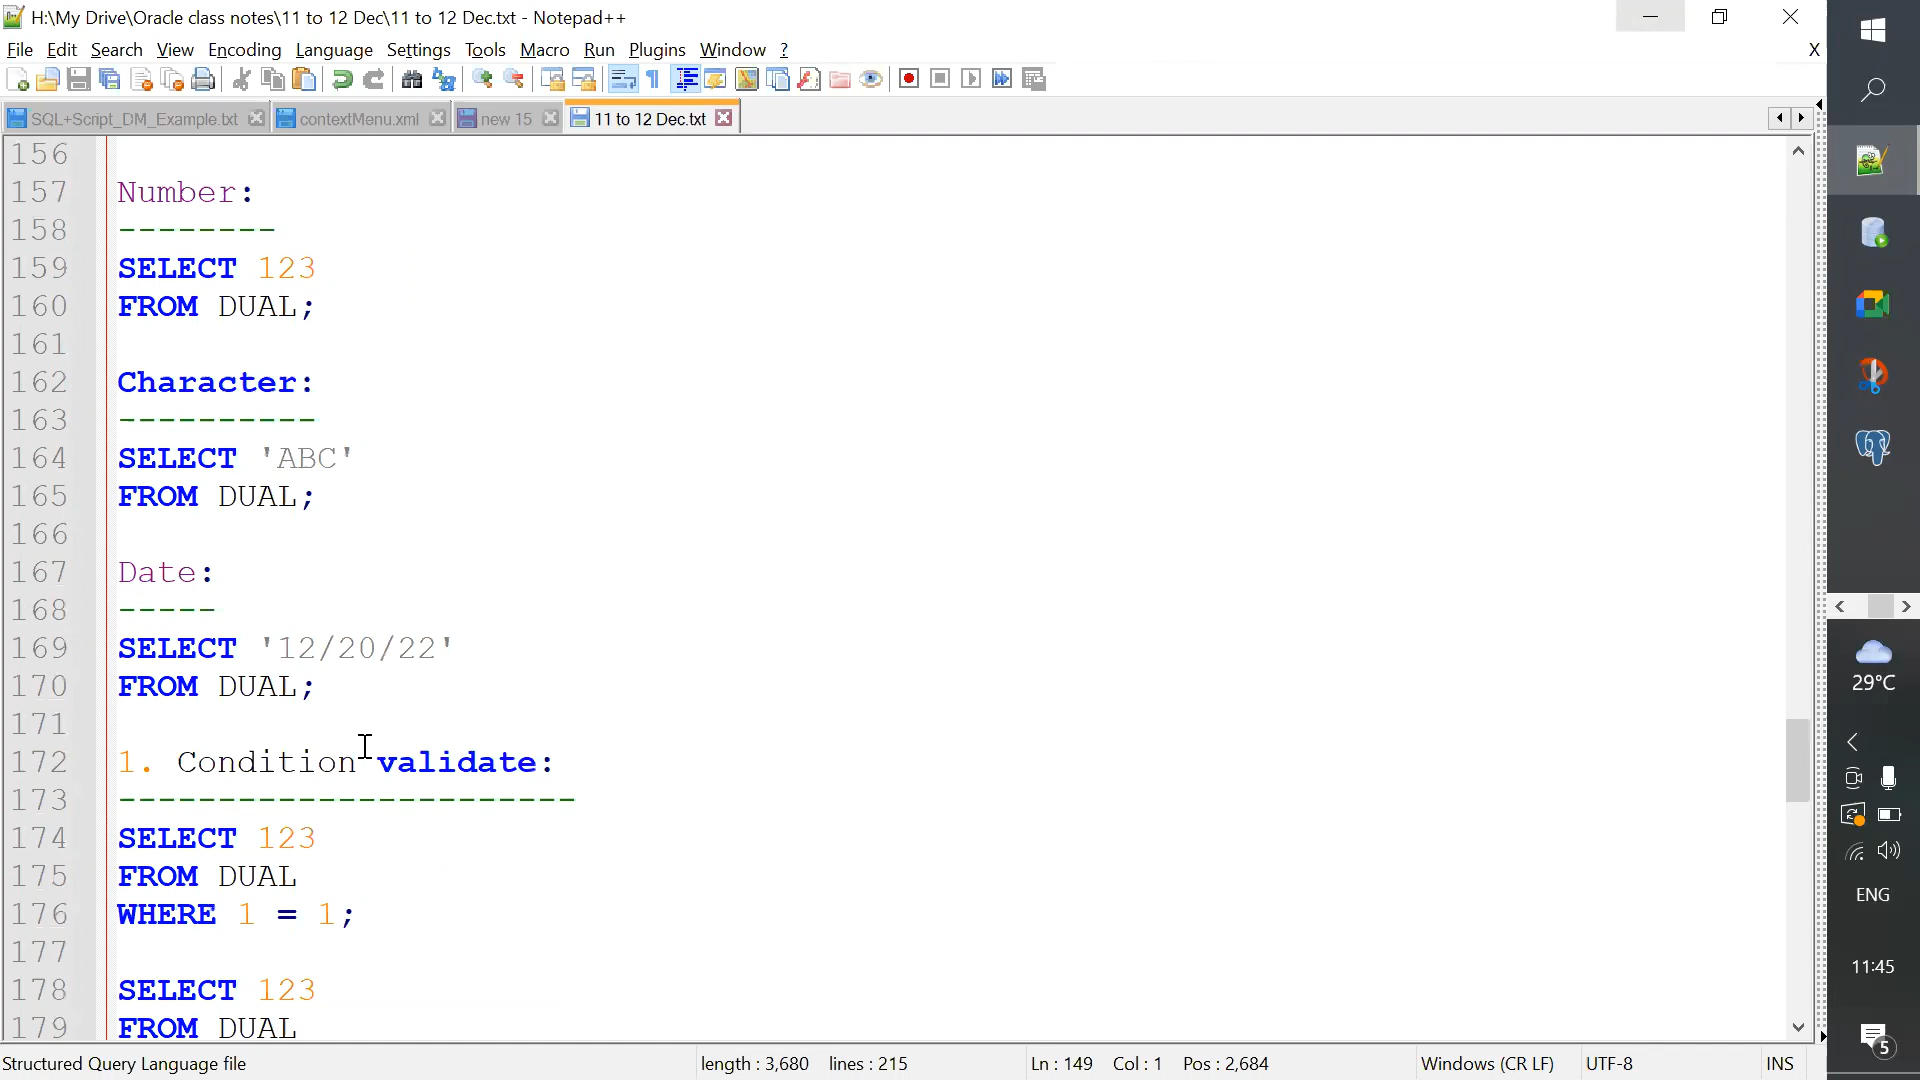 H:\My Drive\Oracle class notes\11 to 12 Dec\11 to 12 Dec.txt - Notepad++
File Edit Search View Encoding Language Settings Tools Macro Run Plugins Window ? X
SQL+Script_DM_Example.txt contextMenu.xml new 15 11 to 12 Dec.txt
156
157 Number:
158 --------
159 SELECT 123
160 FROM DUAL;
161
162 Character:
163 ----------
164 SELECT 'ABC'
165 FROM DUAL;
166
167 Date:
168 -----
169 SELECT '12/20/22'
170 FROM DUAL;
171
172 1. Condition validate:
173 -----------------------
174 SELECT 123
175 FROM DUAL
176 WHERE 1 = 1;
177
178 SELECT 123
179 FROM DUAL
Structured Query Language file length : 3,680 lines : 215 Ln : 149 Col : 1 Pos : 2,684 Windows (CR LF) UTF-8 INS
29°C
ENG
11:45
5